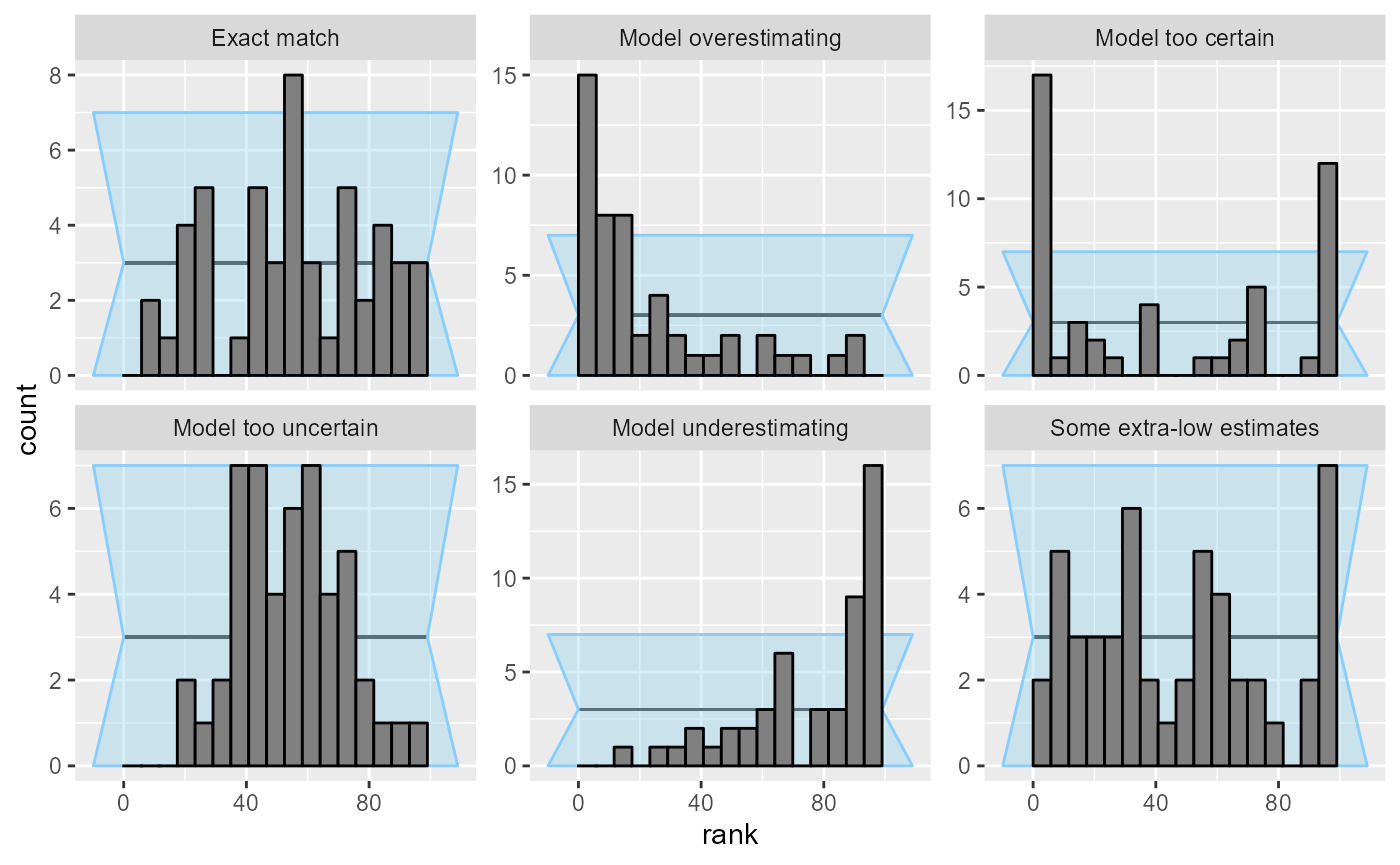 Exact match
Model overestimating
Model too certain
8
6
4
2
0
15
10
5
0
15
10
5
0
count
Model too uncertain
Model underestimating
Some extra-low estimates
6
4
2
0
15
10
5
0
6
4
2
0
0 40 80
0 40 80
0 40 80
rank